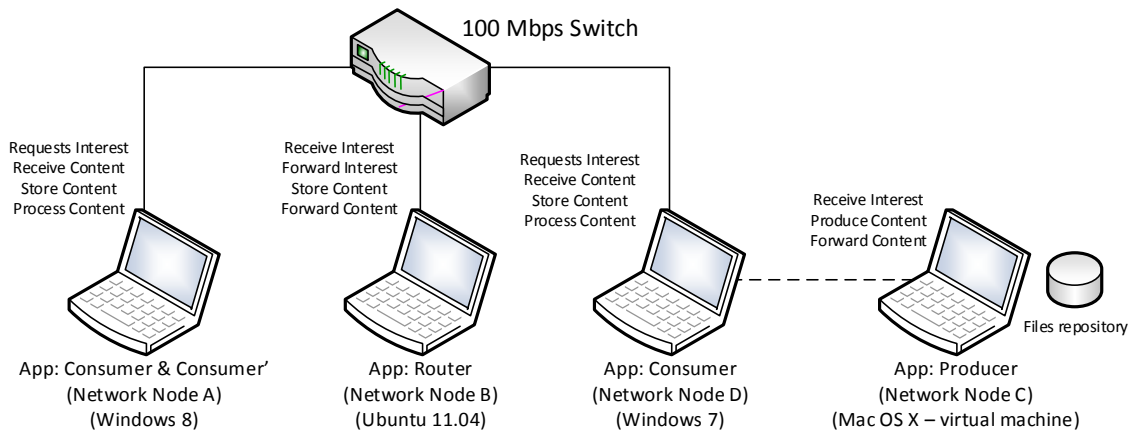 100 Mbps Switch
Requests Interest
Receive Content
Store Content
Process Content
Receive Interest
Forward Interest
Store Content
Forward Content
Requests Interest
Receive Content
Store Content
Process Content
Receive Interest
Produce Content
Forward Content
Files repository
App: Consumer & Consumer’
(Network Node A)
(Windows 8)
App: Router
(Network Node B)
(Ubuntu 11.04)
App: Consumer
(Network Node D)
(Windows 7)
App: Producer
(Network Node C)
(Mac OS X – virtual machine)